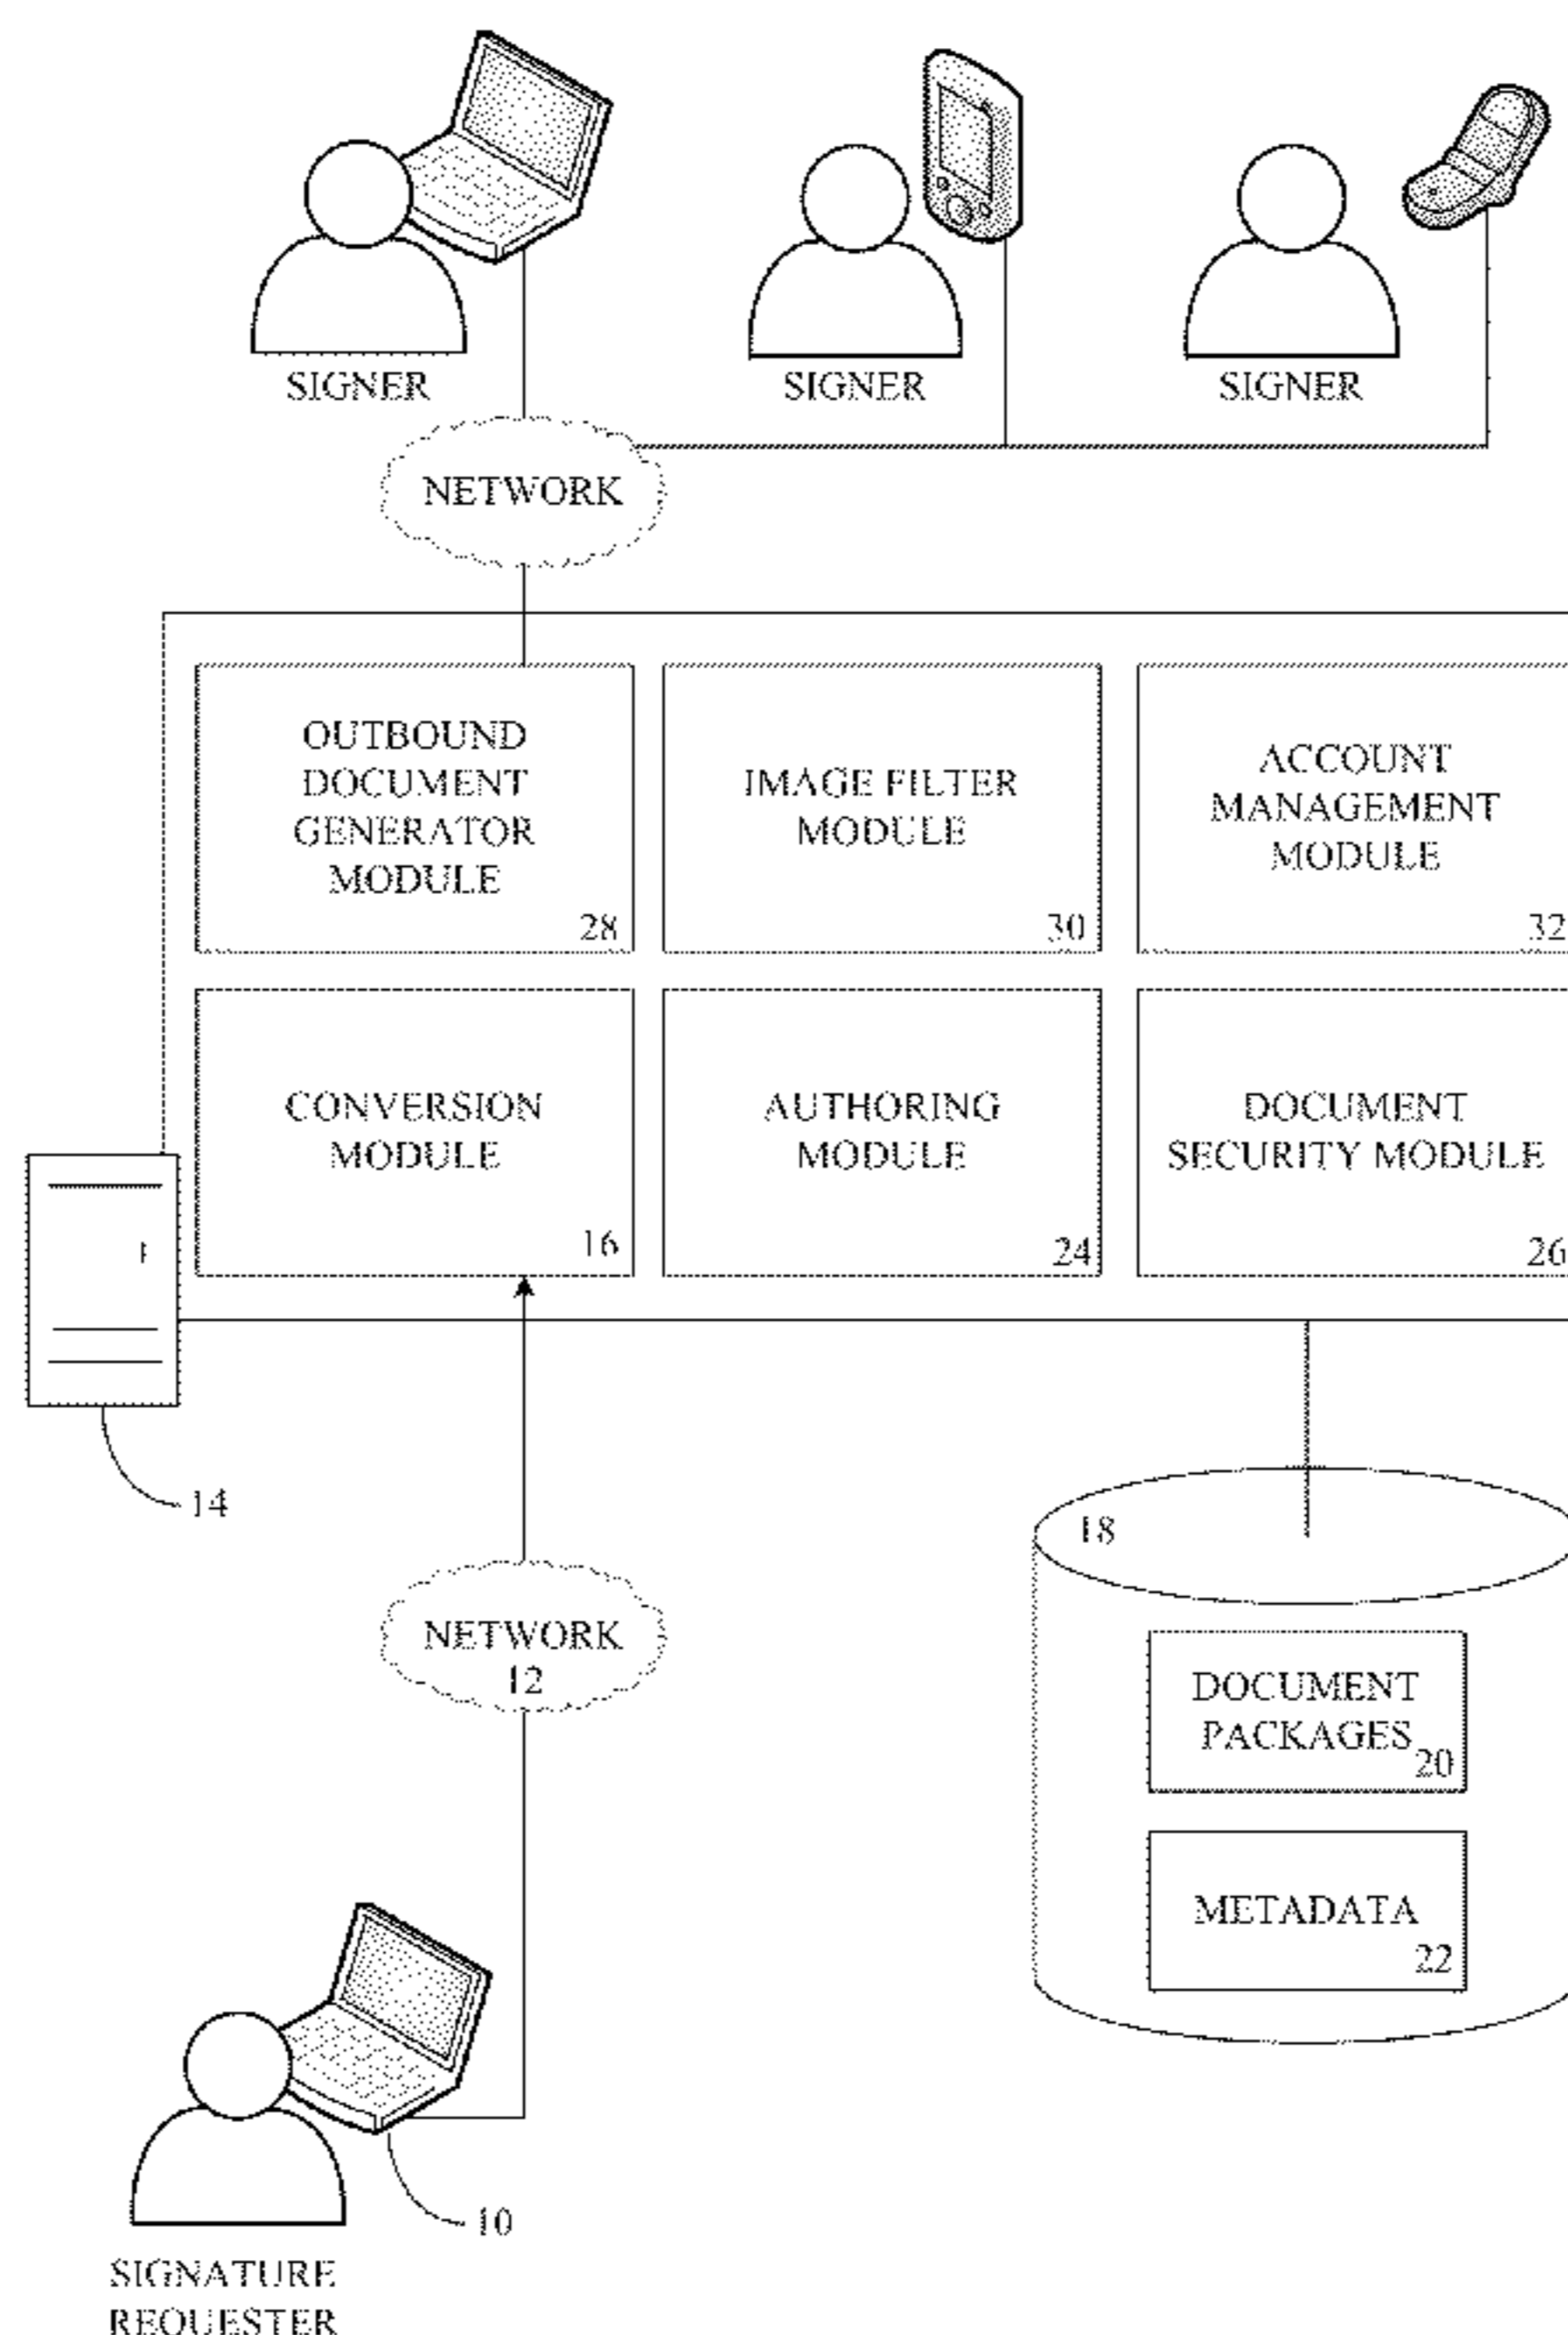 SIGNER
SIGNER
SIGNER
NETWORK
OUTBOUND
DOCUMENT
GENERATOR
MODULE
28
IMAGE FILTER
MODULE
30
ACCOUNT
MANAGEMENT
MODULE
32
CONVERSION
MODULE
16
AUTHORING
MODULE
24
DOCUMENT
SECURITY MODULE
26
14
18
NETWORK
12
DOCUMENT
PACKAGES
20
METADATA
22
10
SIGNATURE
REQUESTER